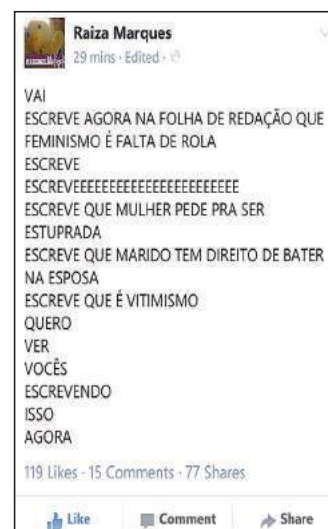 Raiza Marques
29 mins · Edited ·
VAI
ESCREVE AGORA NA FOLHA DE REDAÇÃO QUE
FEMINISMO É FALTA DE ROLA
ESCREVE
ESCREVEEEEEEEEEEEEEEEEEEEEEEEE
ESCREVE QUE MULHER PEDE PRA SER
ESTUPRADA
ESCREVE QUE MARIDO TEM DIREITO DE BATER
NA ESPOSA
ESCREVE QUE É VITIMISMO
QUERO
VER
VOCÊS
ESCREVENDO
ISSO
AGORA
119 Likes · 15 Comments · 77 Shares
Like Comment Share